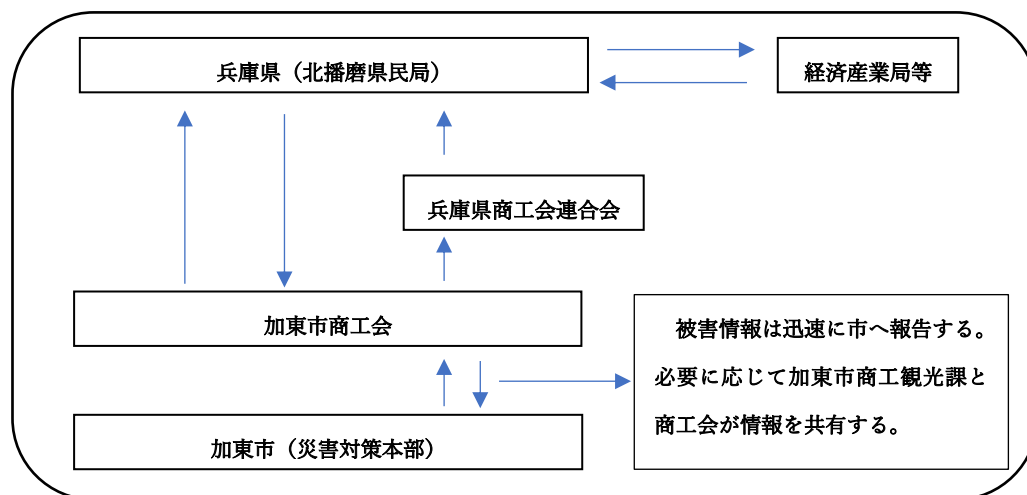 兵庫県（北播磨県民局）
経済産業局等
兵庫県商工会連合会
加東市商工会
被害情報は迅速に市へ報告する。
必要に応じて加東市商工観光課と
商工会が情報を共有する。
加東市（災害対策本部）